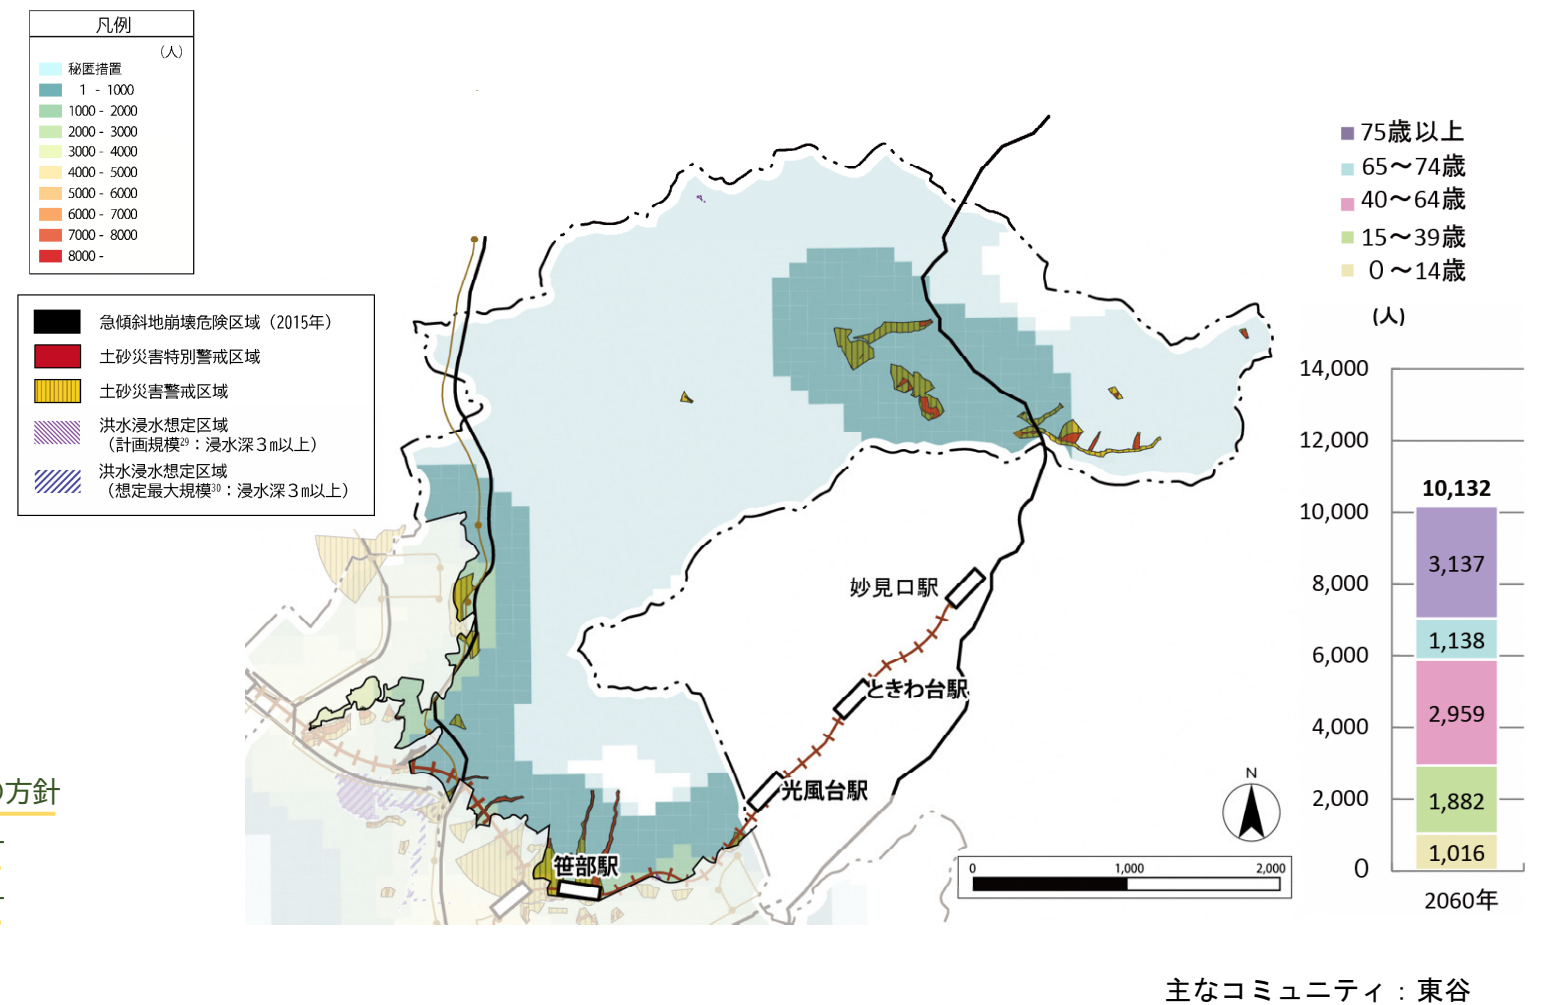 凡例
（人）
秘匿措置
1 - 1000
1000 - 2000
2000 - 3000
3000 - 4000
4000 - 5000
5000 - 6000
6000 - 7000
7000 - 8000
8000 -
急傾斜地崩壊危険区域（2015年）
土砂災害特別警戒区域
土砂災害警戒区域
洪水浸水想定区域
（計画規模29：浸水深３m以上）
洪水浸水想定区域
（想定最大規模30：浸水深３m以上）
の方針
妙見口駅
ときわ台駅
光風台駅
笹部駅
N
0 1,000 2,000
75歳以上
65～74歳
40～64歳
15～39歳
０～14歳
(人)
14,000
12,000
10,000
8,000
6,000
4,000
2,000
0
10,132
3,137
1,138
2,959
1,882
1,016
2060年
主なコミュニティ：東谷